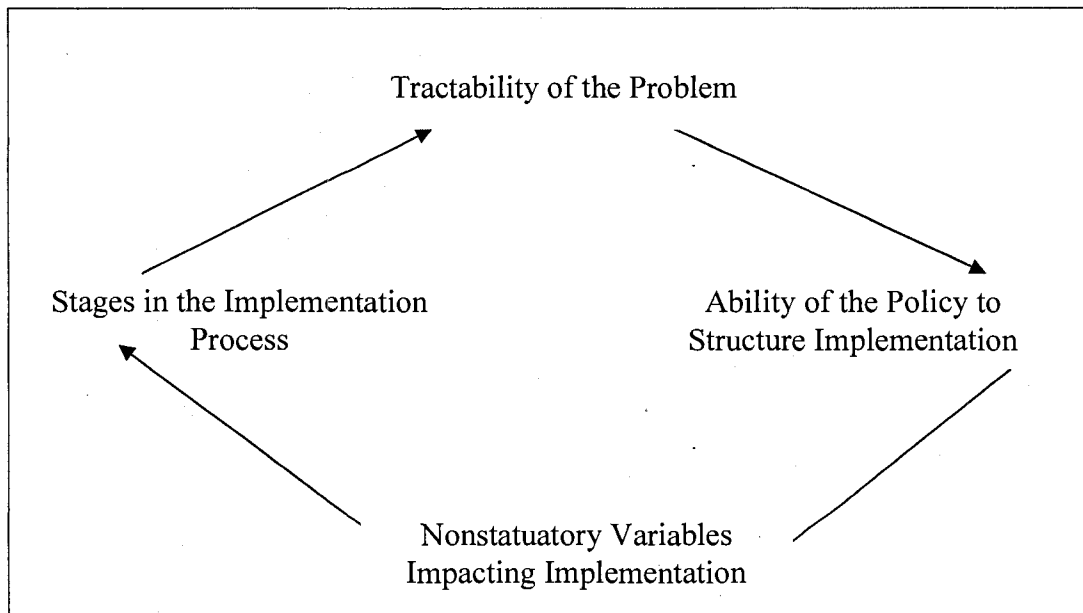 Tractability of the Problem
Stages in the Implementation
Process
Ability of the Policy to
Structure Implementation
Nonstatuatory Variables
Impacting Implementation